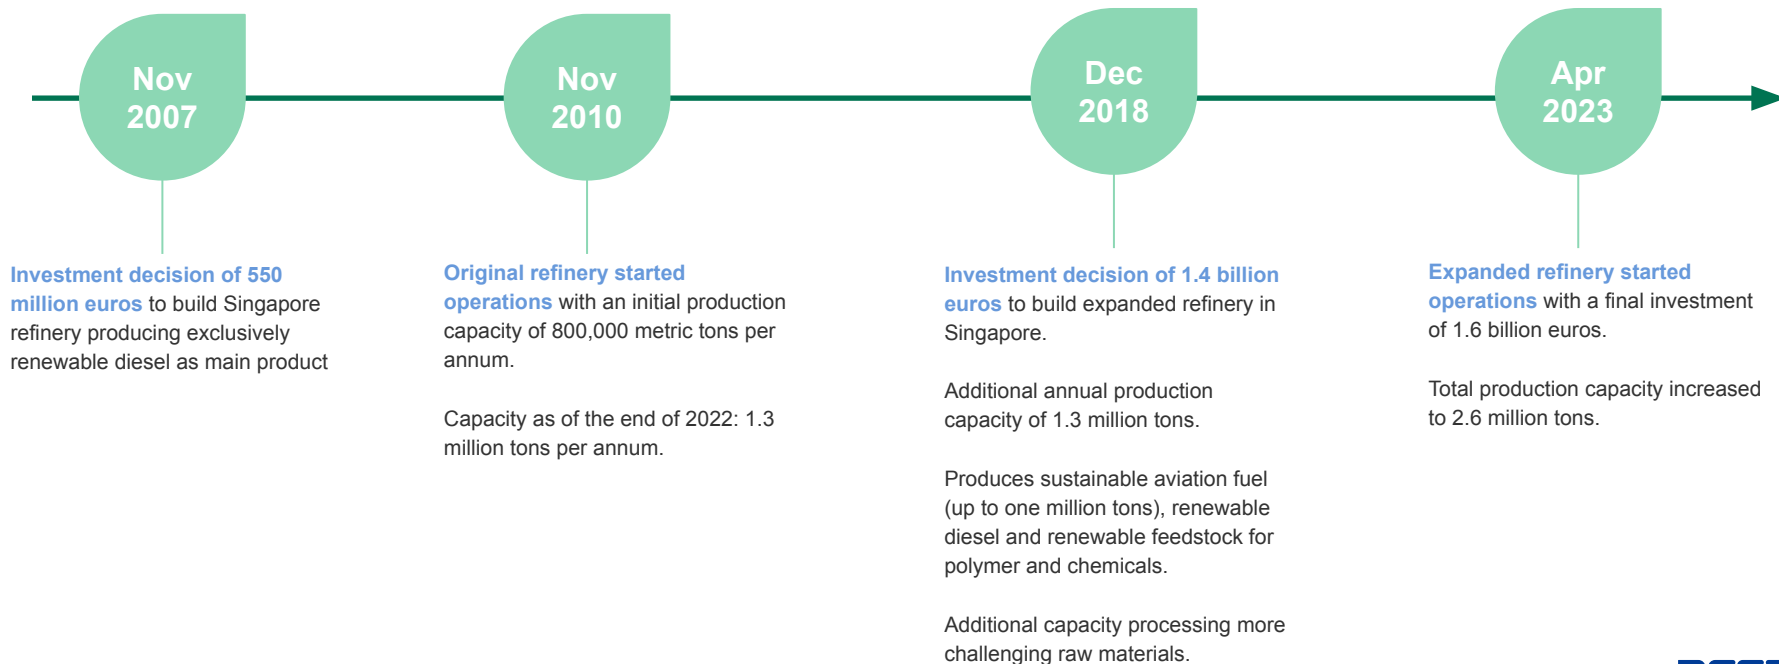 Nov
2007
Nov
2010
Dec
2018
Apr
2023
Investment decision of 550
million euros to build Singapore
refinery producing exclusively
renewable diesel as main product
Original refinery started
operations with an initial production
capacity of 800,000 metric tons per
annum.
Capacity as of the end of 2022: 1.3
million tons per annum.
Investment decision of 1.4 billion
euros to build expanded refinery in
Singapore.
Additional annual production
capacity of 1.3 million tons.
Produces sustainable aviation fuel
(up to one million tons), renewable
diesel and renewable feedstock for
polymer and chemicals.
Additional capacity processing more
challenging raw materials.
Expanded refinery started
operations with a final investment
of 1.6 billion euros.
Total production capacity increased
to 2.6 million tons.